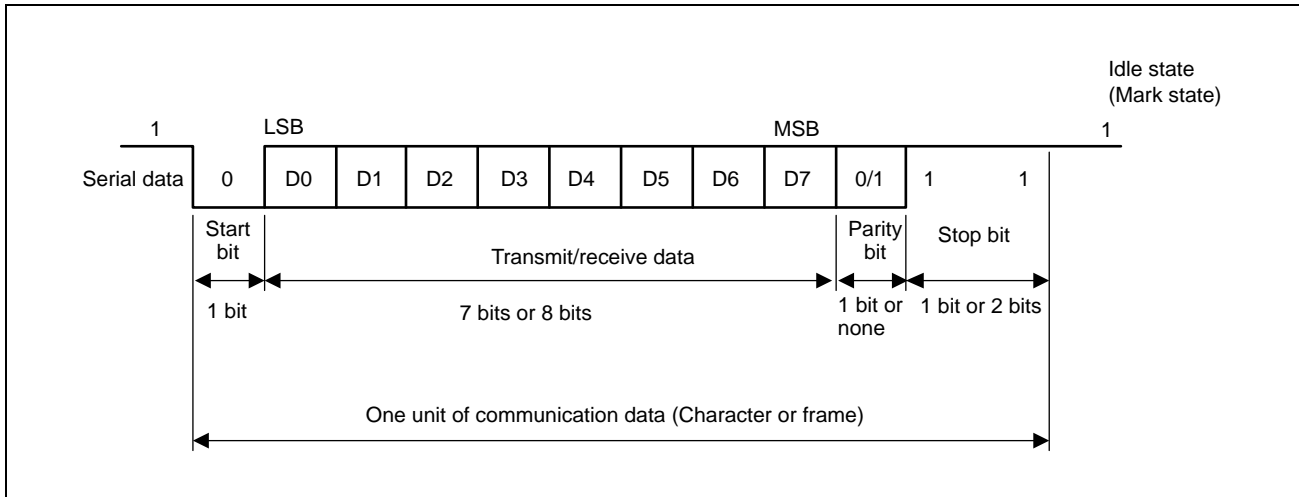 Idle state
(Mark state)
1 LSB MSB 1
Serial data 0 D0 D1 D2 D3 D4 D5 D6 D7 0/1 1 1
Start
bit
Transmit/receive data
Parity
bit
Stop bit
1 bit
7 bits or 8 bits
1 bit or
none
1 bit or 2 bits
One unit of communication data (Character or frame)